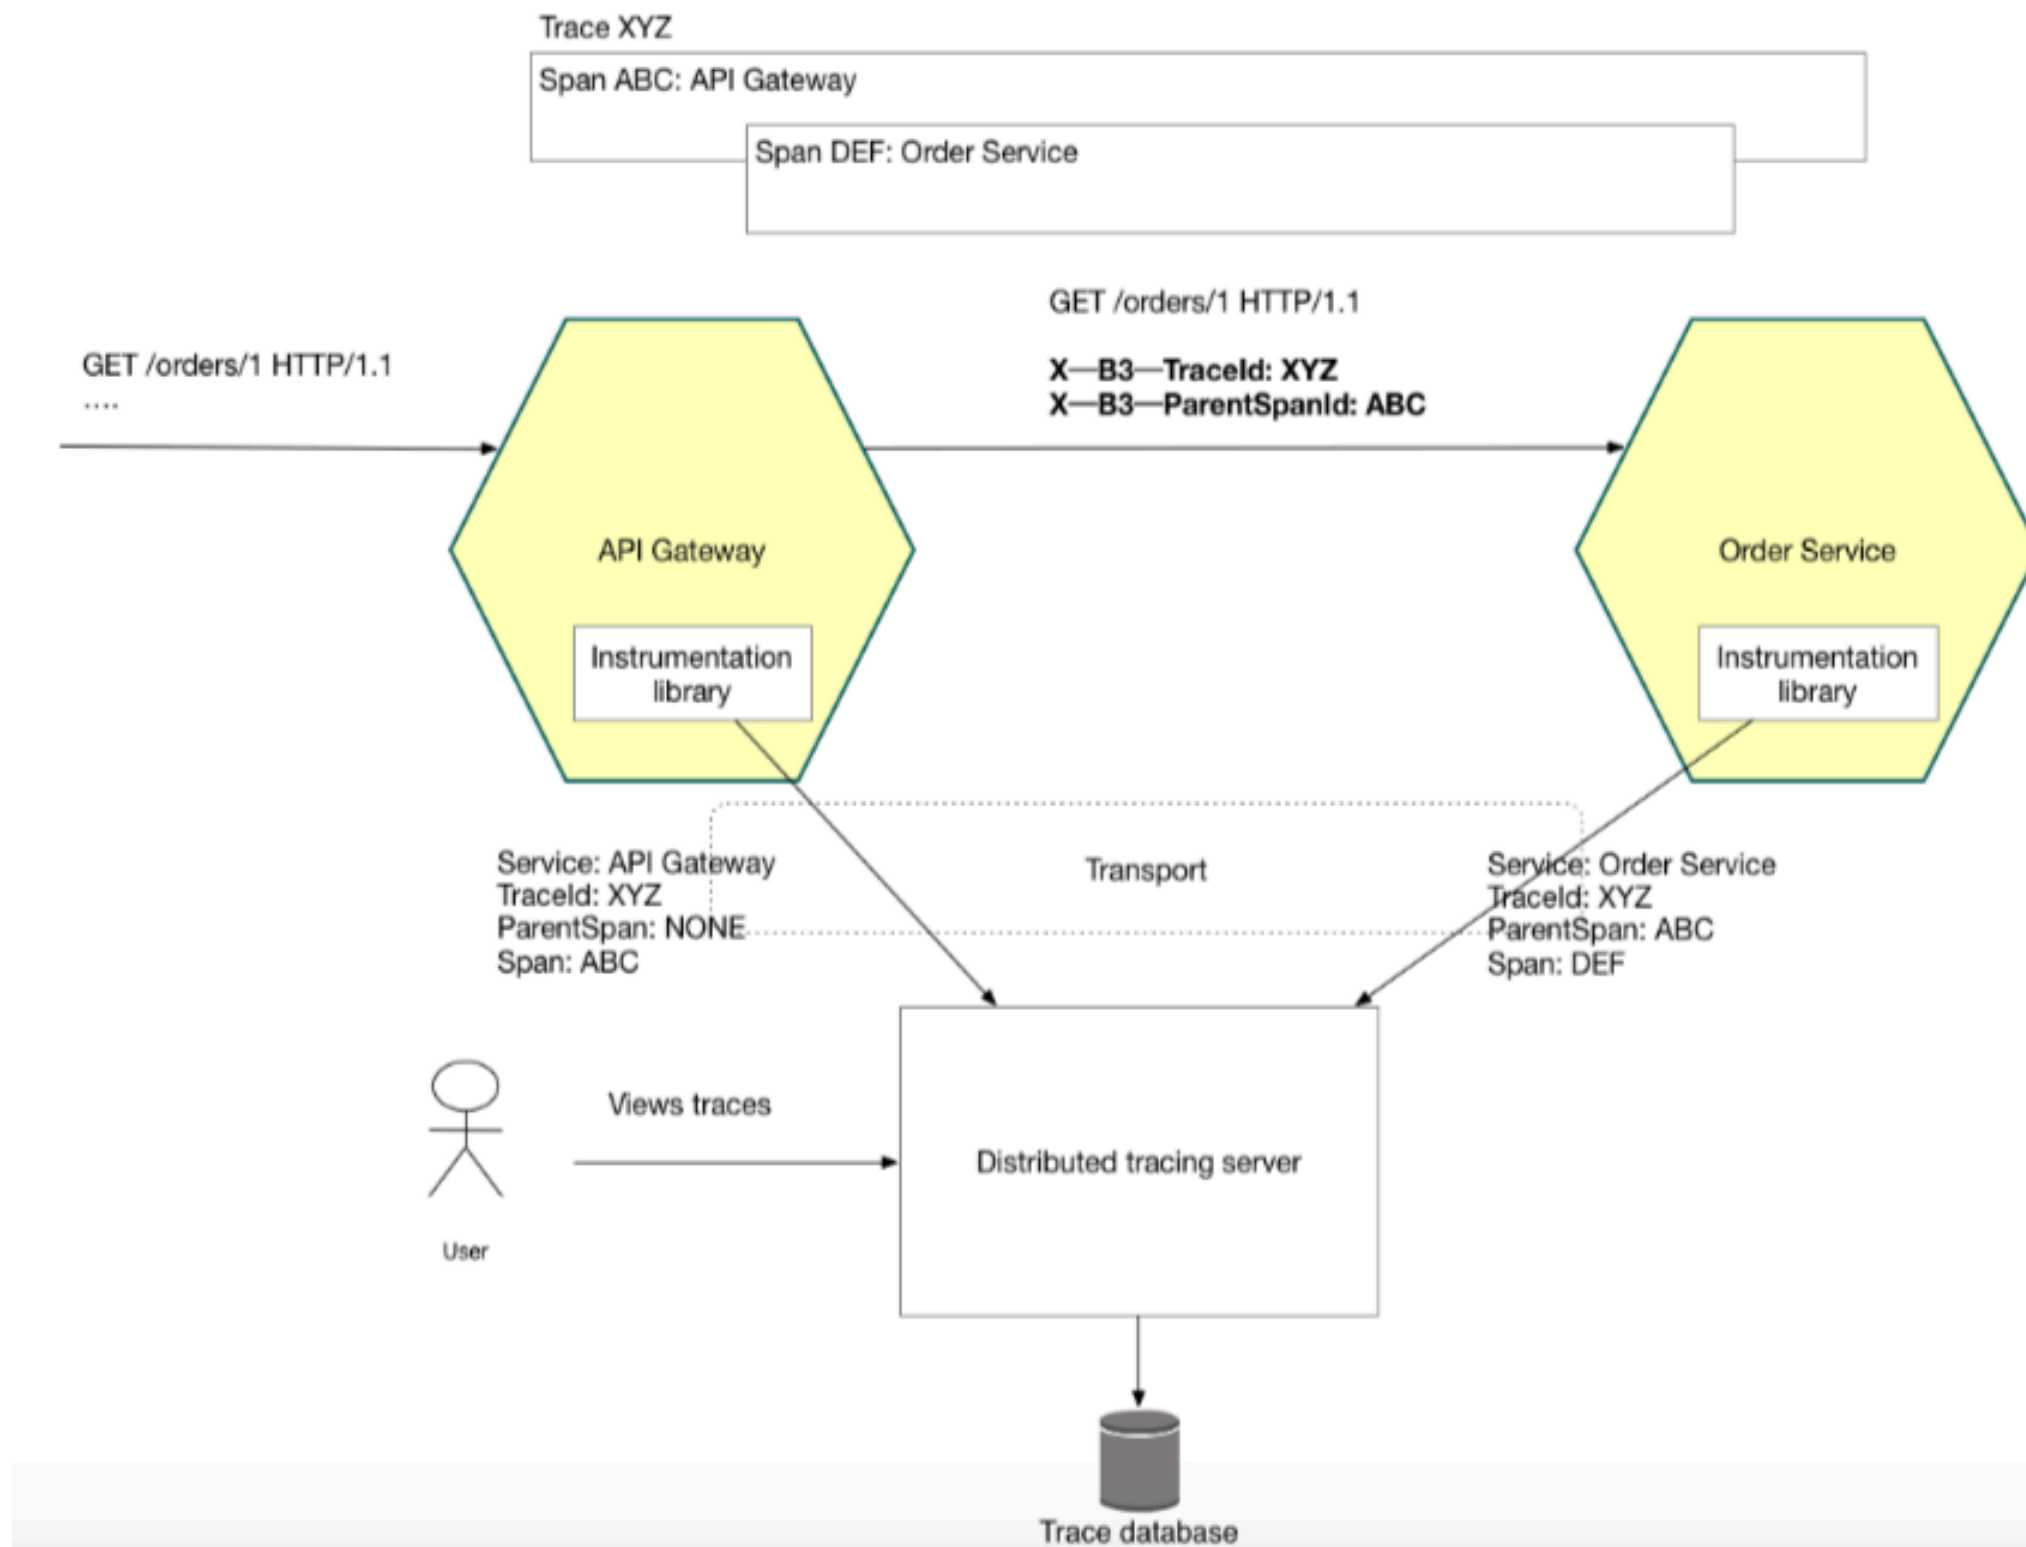 Trace XYZ
Span ABC: API Gateway
Span DEF: Order Service
GET /orders/1 HTTP/1.1
....
GET /orders/1 HTTP/1.1
X—B3—TraceId: XYZ
X—B3—ParentSpanId: ABC
API Gateway
Order Service
Instrumentation
library
Instrumentation
library
Service: API Gateway
TraceId: XYZ
ParentSpan: NONE
Span: ABC
Transport
Service: Order Service
TraceId: XYZ
ParentSpan: ABC
Span: DEF
Views traces
User
Distributed tracing server
Trace database